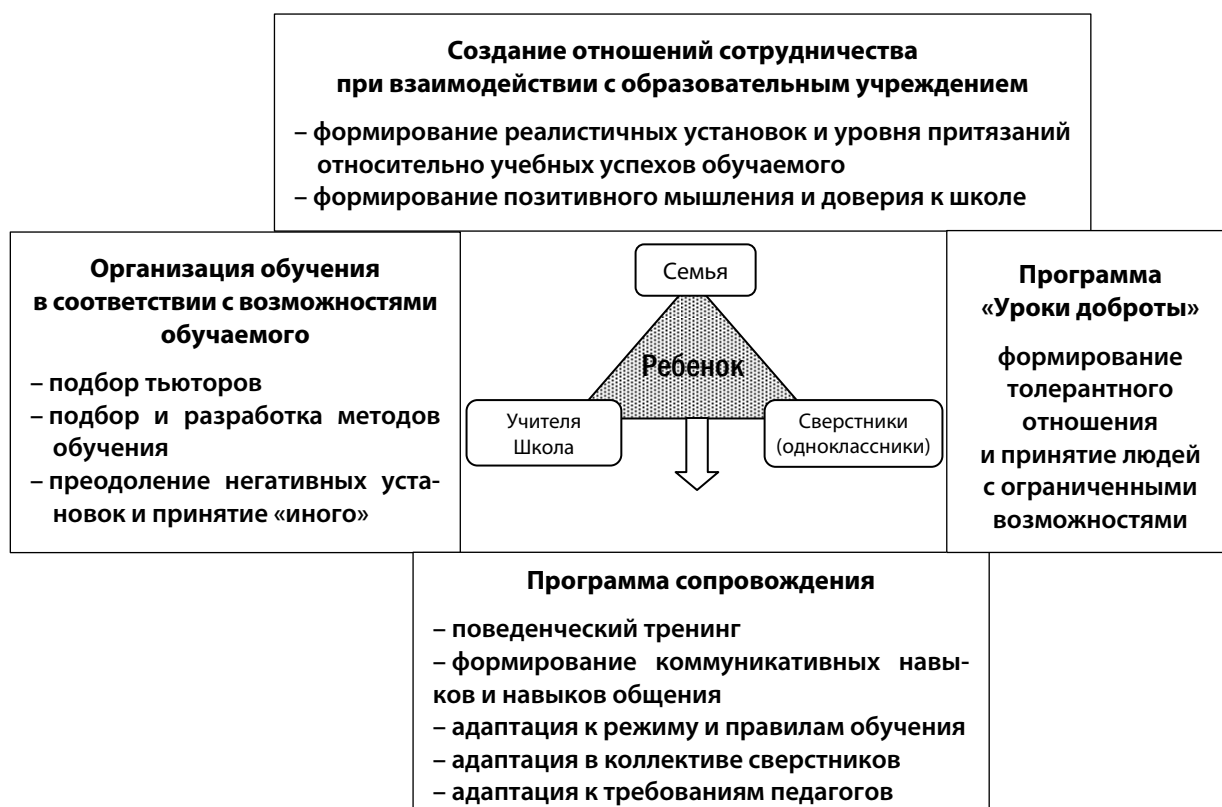 Создание отношений сотрудничества
при взаимодействии с образовательным учреждением
– формирование реалистичных установок и уровня притязаний
относительно учебных успехов обучаемого
– формирование позитивного мышления и доверия к школе
Организация обучения
в соответствии с возможностями
обучаемого
– подбор тьюторов
– подбор и разработка методов
обучения
– преодоление негативных уста-
новок и принятие «иного»
Семья
Ребенок
Учителя
Школа
Сверстники
(одноклассники)
Программа
«Уроки доброты»
формирование
толерантного
отношения
и принятие людей
с ограниченными
возможностями
Программа сопровождения
– поведенческий тренинг
– формирование коммуникативных навы-
ков и навыков общения
– адаптация к режиму и правилам обучения
– адаптация в коллективе сверстников
– адаптация к требованиям педагогов